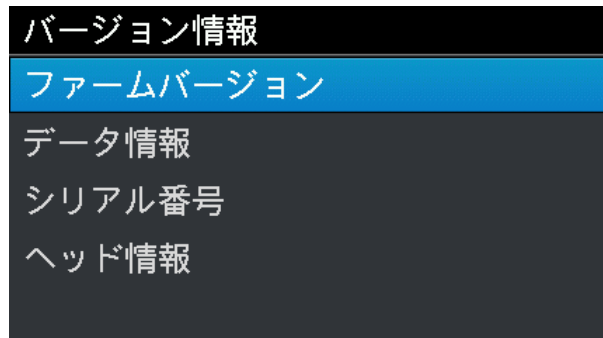 バージョン情報
ファームバージョン
データ情報
シリアル番号
ヘッド情報